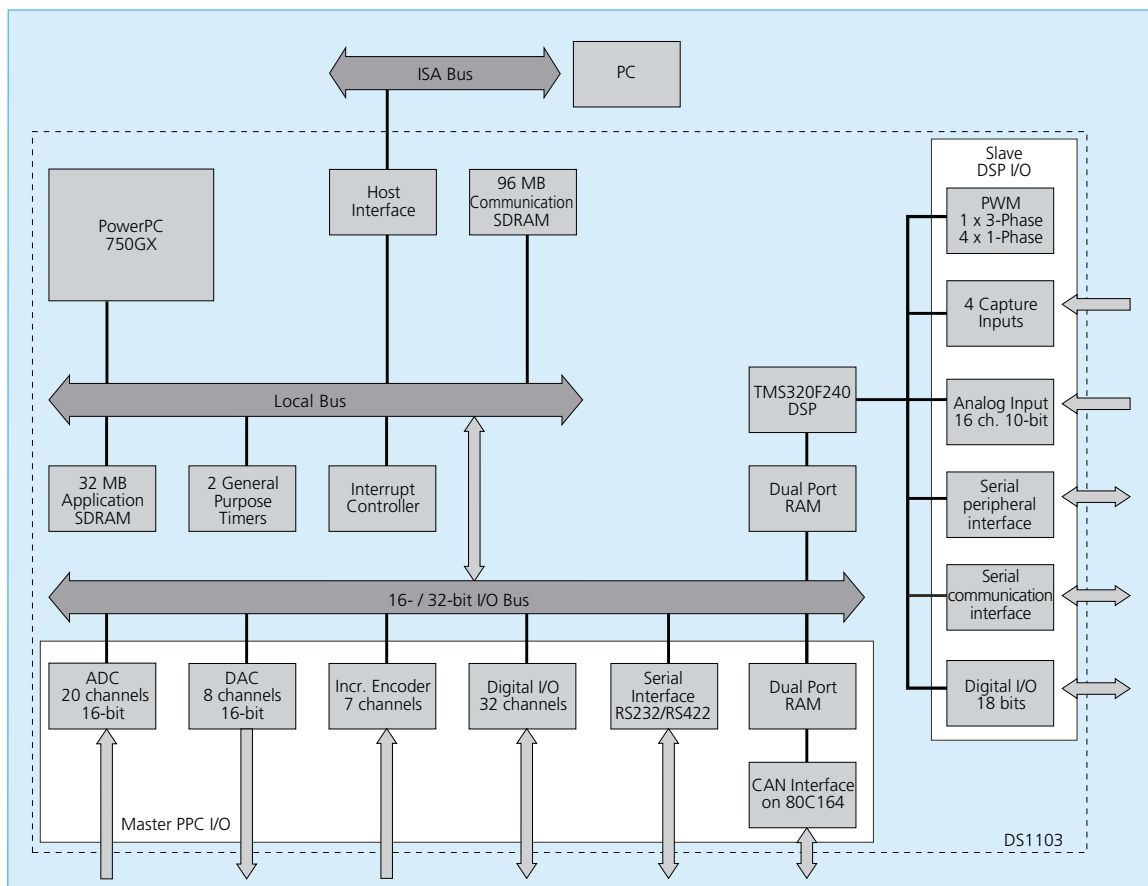 ISA Bus
PC
PowerPC
750GX
Host
Interface
96 MB
Communication
SDRAM
Slave
DSP I/O
PWM
1 x 3-Phase
4 x 1-Phase
4 Capture
Inputs
Analog Input
16 ch. 10-bit
Serial
peripheral
interface
Serial
communication
interface
Digital I/O
18 bits
Local Bus
TMS320F240
DSP
32 MB
Application
SDRAM
2 General
Purpose
Timers
Interrupt
Controller
Dual Port
RAM
16- / 32-bit I/O Bus
ADC
20 channels
16-bit
DAC
8 channels
16-bit
Incr. Encoder
7 channels
Digital I/O
32 channels
Serial
Interface
RS232/RS422
Dual Port
RAM
CAN Interface
on 80C164
Master PPC I/O
DS1103